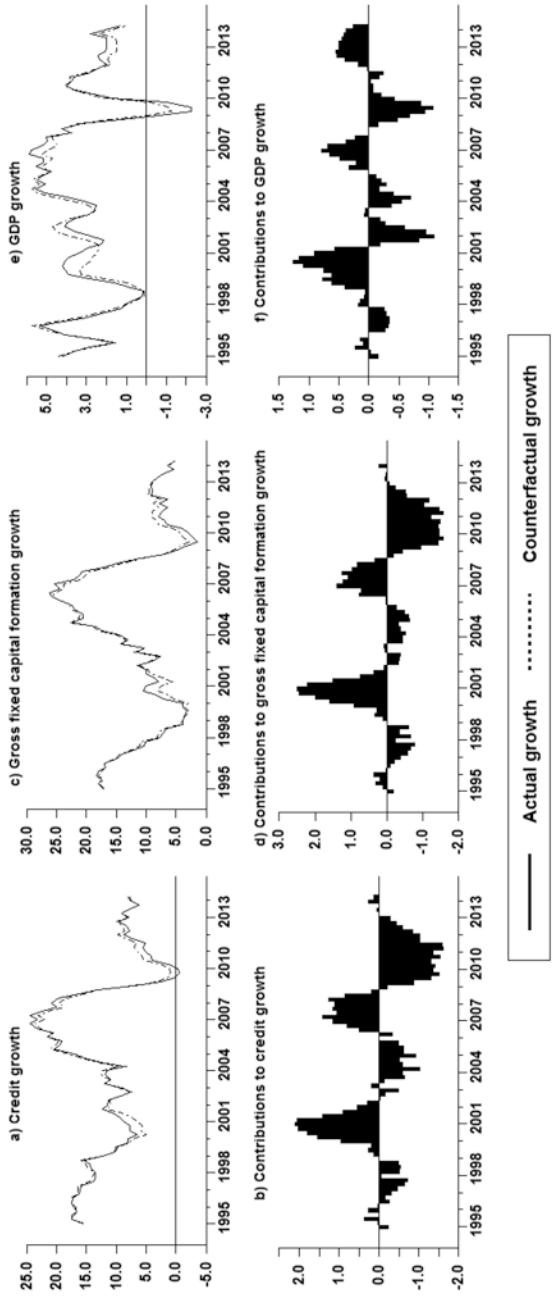 a) Credit growth
25.0
20.0
15.0
10.0
5.0
0.0
-5.0
1995 1998 2001 2004 2007 2010 2013
c) Gross fixed capital formation growth
30.0
25.0
20.0
15.0
10.0
5.0
0.0
1995 1998 2001 2004 2007 2010 2013
e) GDP growth
5.0
3.0
1.0
-1.0
-3.0
1995 1998 2001 2004 2007 2010 2013
b) Contributions to credit growth
3.0
2.0
1.0
0.0
-1.0
-2.0
1995 1998 2001 2004 2007 2010 2013
d) Contributions to gross fixed capital formation growth
3.0
2.0
1.0
0.0
-1.0
-2.0
1995 1998 2001 2004 2007 2010 2013
f) Contributions to GDP growth
1.5
1.0
0.5
0.0
-0.5
-1.0
-1.5
1995 1998 2001 2004 2007 2010 2013
Actual growth Counterfactual growth